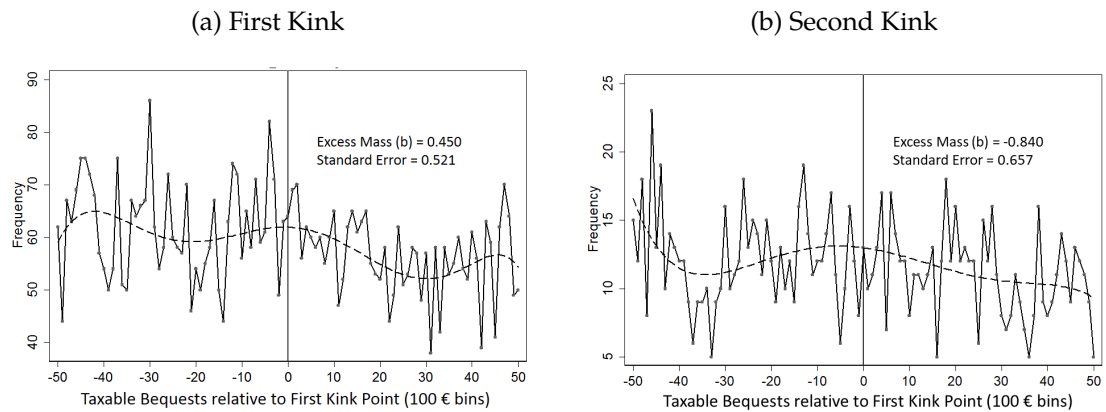 (a) First Kink
90
80
70
60
50
40
Frequency
Excess Mass (b) = 0.450
Standard Error = 0.521
-50 -40 -30 -20 -10 0 10 20 30 40 50
Taxable Bequests relative to First Kink Point (100 € bins)
(b) Second Kink
25
20
15
10
5
Frequency
Excess Mass (b) = -0.840
Standard Error = 0.657
-50 -40 -30 -20 -10 0 10 20 30 40 50
Taxable Bequests relative to First Kink Point (100 € bins)